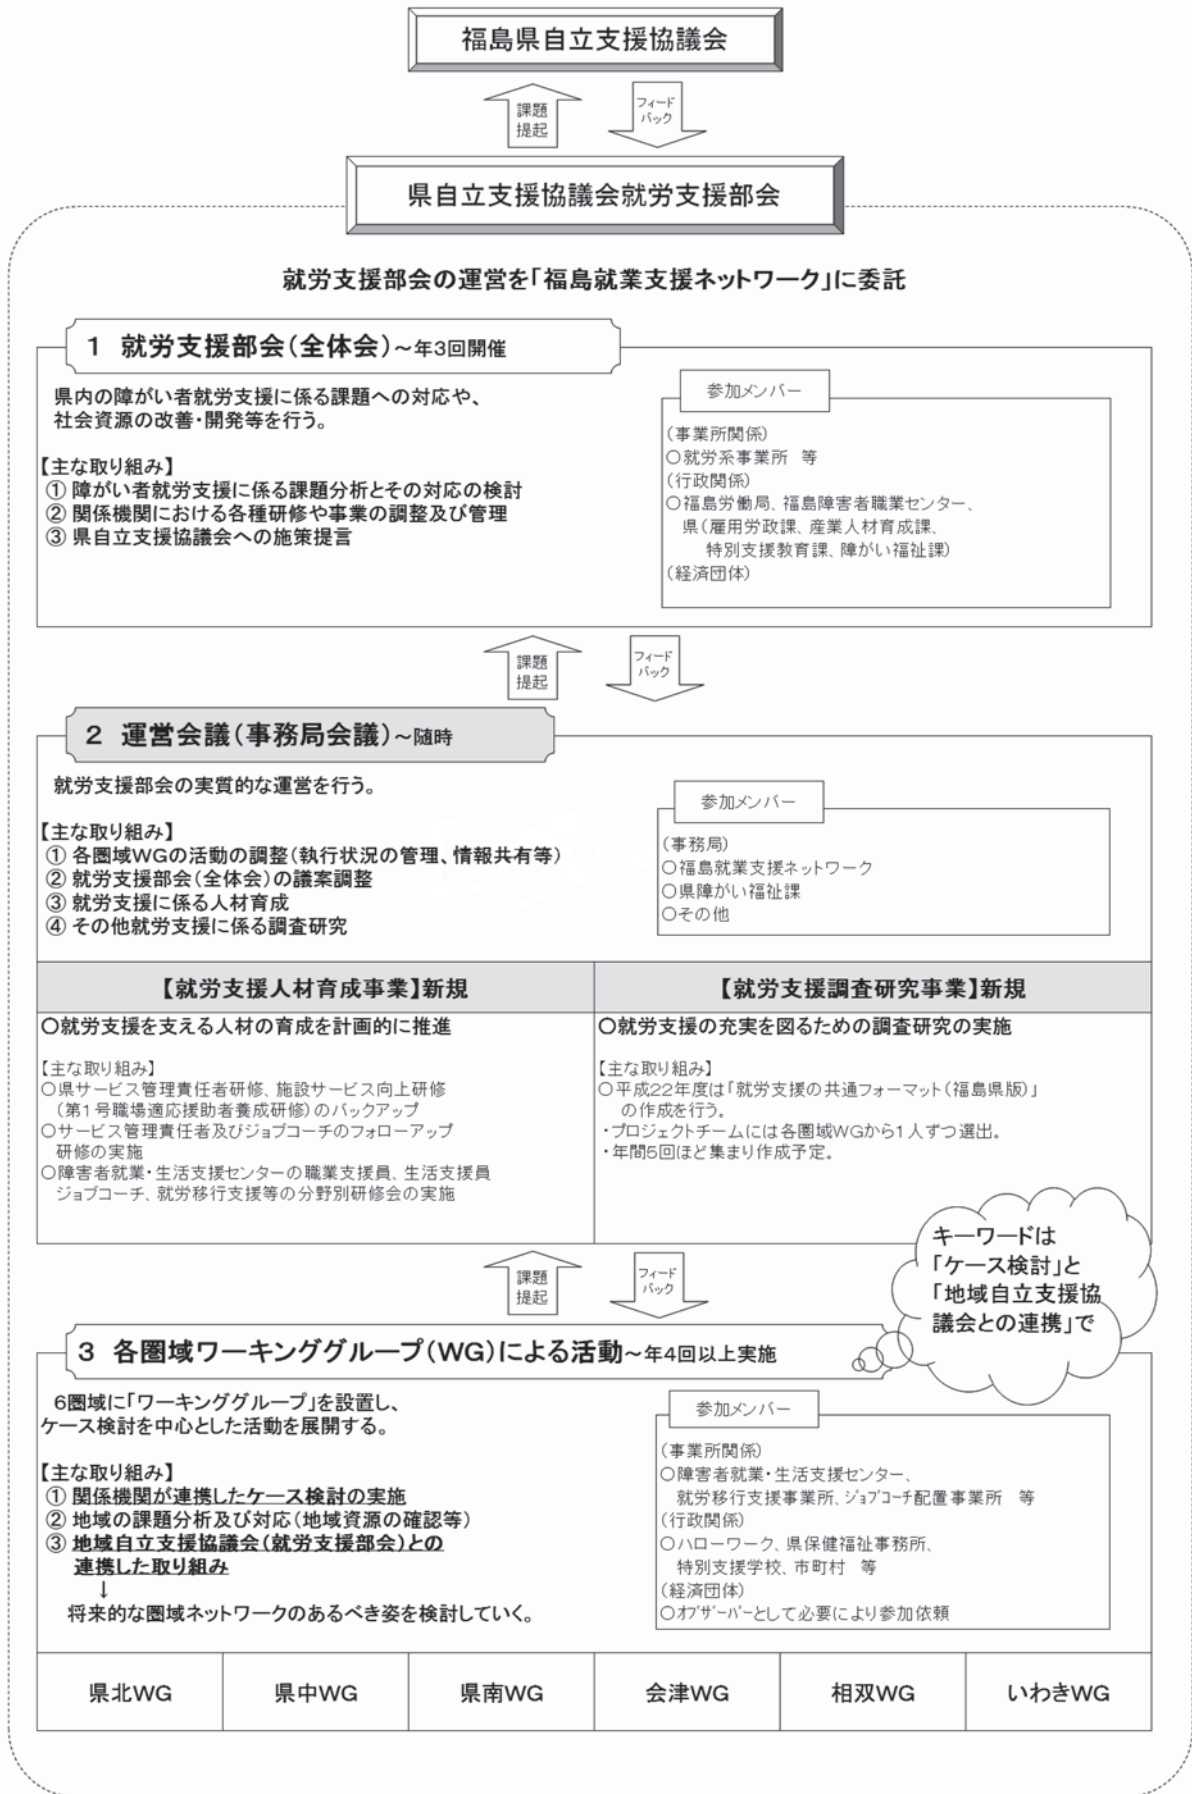 福島県自立支援協議会
課題
提起
フィード
バック
県自立支援協議会就労支援部会
就労支援部会の運営を「福島就業支援ネットワーク」に委託
1 就労支援部会(全体会)～年3回開催
県内の障がい者就労支援に係る課題への対応や、
社会資源の改善・開発等を行う。
【主な取り組み】
① 障がい者就労支援に係る課題分析とその対応の検討
② 関係機関における各種研修や事業の調整及び管理
③ 県自立支援協議会への施策提言
参加メンバー
(事業所関係)
○就労系事業所 等
(行政関係)
○福島労働局、福島障害者職業センター、
県(雇用労政課、産業人材育成課、
特別支援教育課、障がい福祉課)
(経済団体)
課題
提起
フィード
バック
2 運営会議(事務局会議)～随時
就労支援部会の実質的な運営を行う。
【主な取り組み】
① 各圏域WGの活動の調整(執行状況の管理、情報共有等)
② 就労支援部会(全体会)の議案調整
③ 就労支援に係る人材育成
④ その他就労支援に係る調査研究
参加メンバー
(事務局)
○福島就業支援ネットワーク
○県障がい福祉課
○その他
【就労支援人材育成事業】新規
○就労支援を支える人材の育成を計画的に推進
【主な取り組み】
○県サービス管理責任者研修、施設サービス向上研修
(第1号職場適応援助者養成研修)のバックアップ
○サービス管理責任者及びジョブコーチのフォローアップ
研修の実施
○障害者就業・生活支援センターの職業支援員、生活支援員
ジョブコーチ、就労移行支援等の分野別研修会の実施
【就労支援調査研究事業】新規
○就労支援の充実を図るための調査研究の実施
【主な取り組み】
○平成22年度は「就労支援の共通フォーマット(福島県版)」
の作成を行う。
・プロジェクトチームには各圏域WGから1人ずつ選出。
・年間5回ほど集まり作成予定。
課題
提起
フィード
バック
キーワードは
「ケース検討」と
「地域自立支援協
議会との連携」で
3 各圏域ワーキンググループ(WG)による活動～年4回以上実施
6圏域に「ワーキンググループ」を設置し、
ケース検討を中心とした活動を展開する。
【主な取り組み】
① 関係機関が連携したケース検討の実施
② 地域の課題分析及び対応(地域資源の確認等)
③ 地域自立支援協議会(就労支援部会)との
連携した取り組み
↓
将来的な圏域ネットワークのあるべき姿を検討していく。
参加メンバー
(事業所関係)
○障害者就業・生活支援センター、
就労移行支援事業所、ジョブコーチ配置事業所 等
(行政関係)
○ハローワーク、県保健福祉事務所、
特別支援学校、市町村 等
(経済団体)
○オブザーバーとして必要により参加依頼
県北WG
県中WG
県南WG
会津WG
相双WG
いわきWG